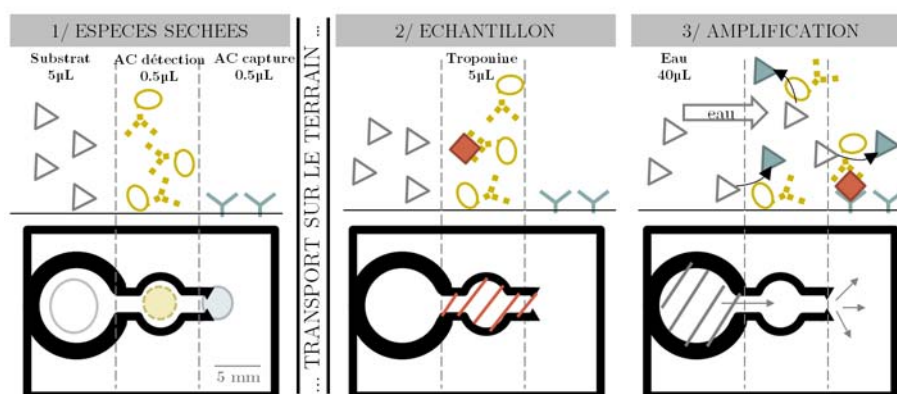 1/ ESPECES SECHEES
Substrat
5µL
AC détection
0.5µL
AC capture
0.5µL
5 mm
... TRANSPORT SUR LE TERRAIN ...
2/ ECHANTILLON
Troponine
5µL
3/ AMPLIFICATION
Eau
40µL
eau